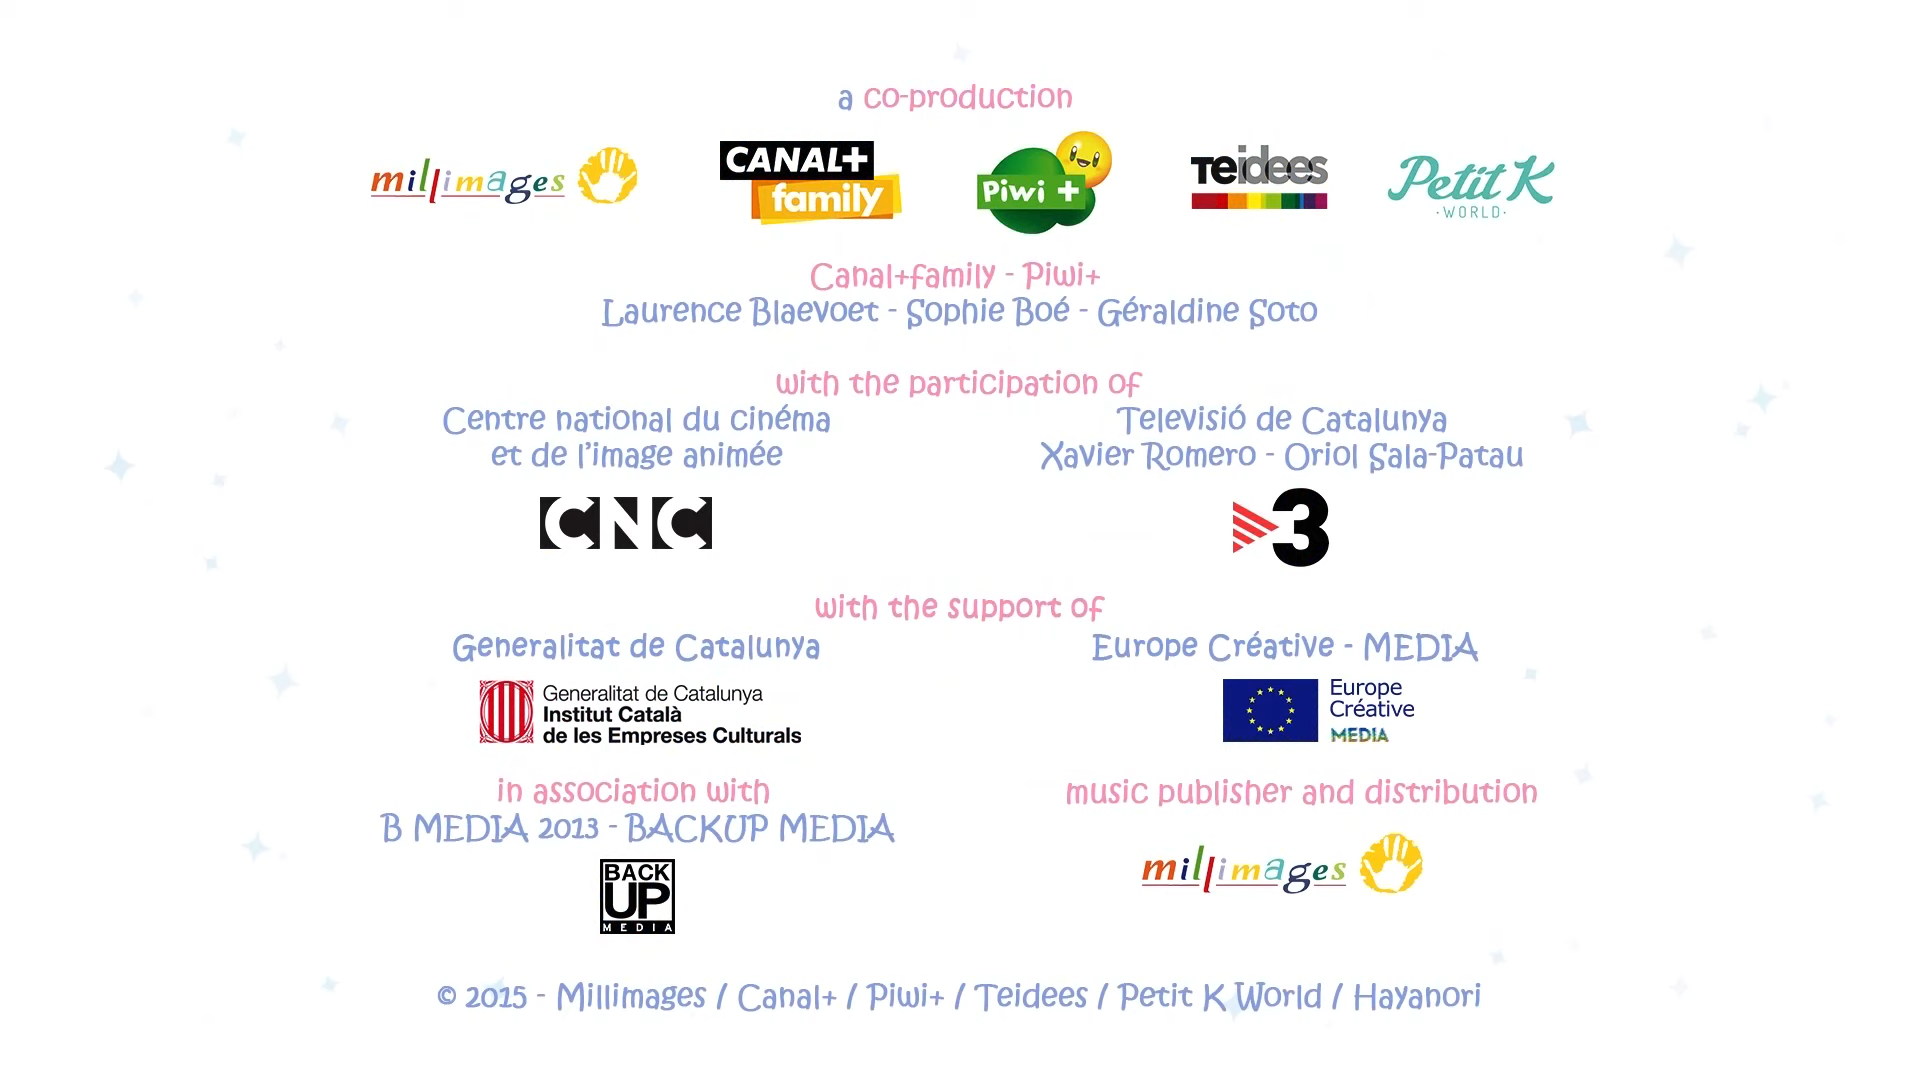 a co-production
millimages
CANAL+
family
Piwi +
Teidees
Petit K
·WORLD·
Canal+family - Piwi+
Laurence Blaevoet - Sophie Boé - Géraldine Soto
with the participation of
Centre national du cinéma
et de l'image animée
CNC
Televisió de Catalunya
Xavier Romero - Oriol Sala-Patau
3
with the support of
Generalitat de Catalunya
Generalitat de Catalunya
Institut Català
de les Empreses Culturals
Europe Créative - MEDIA
Europe
Créative
MEDIA
in association with
B MEDIA 2013 - BACKUP MEDIA
BACK
UP
MEDIA
music publisher and distribution
millimages
© 2015 - Millimages / Canal+ / Piwi+ / Teidees / Petit K World / Hayanori